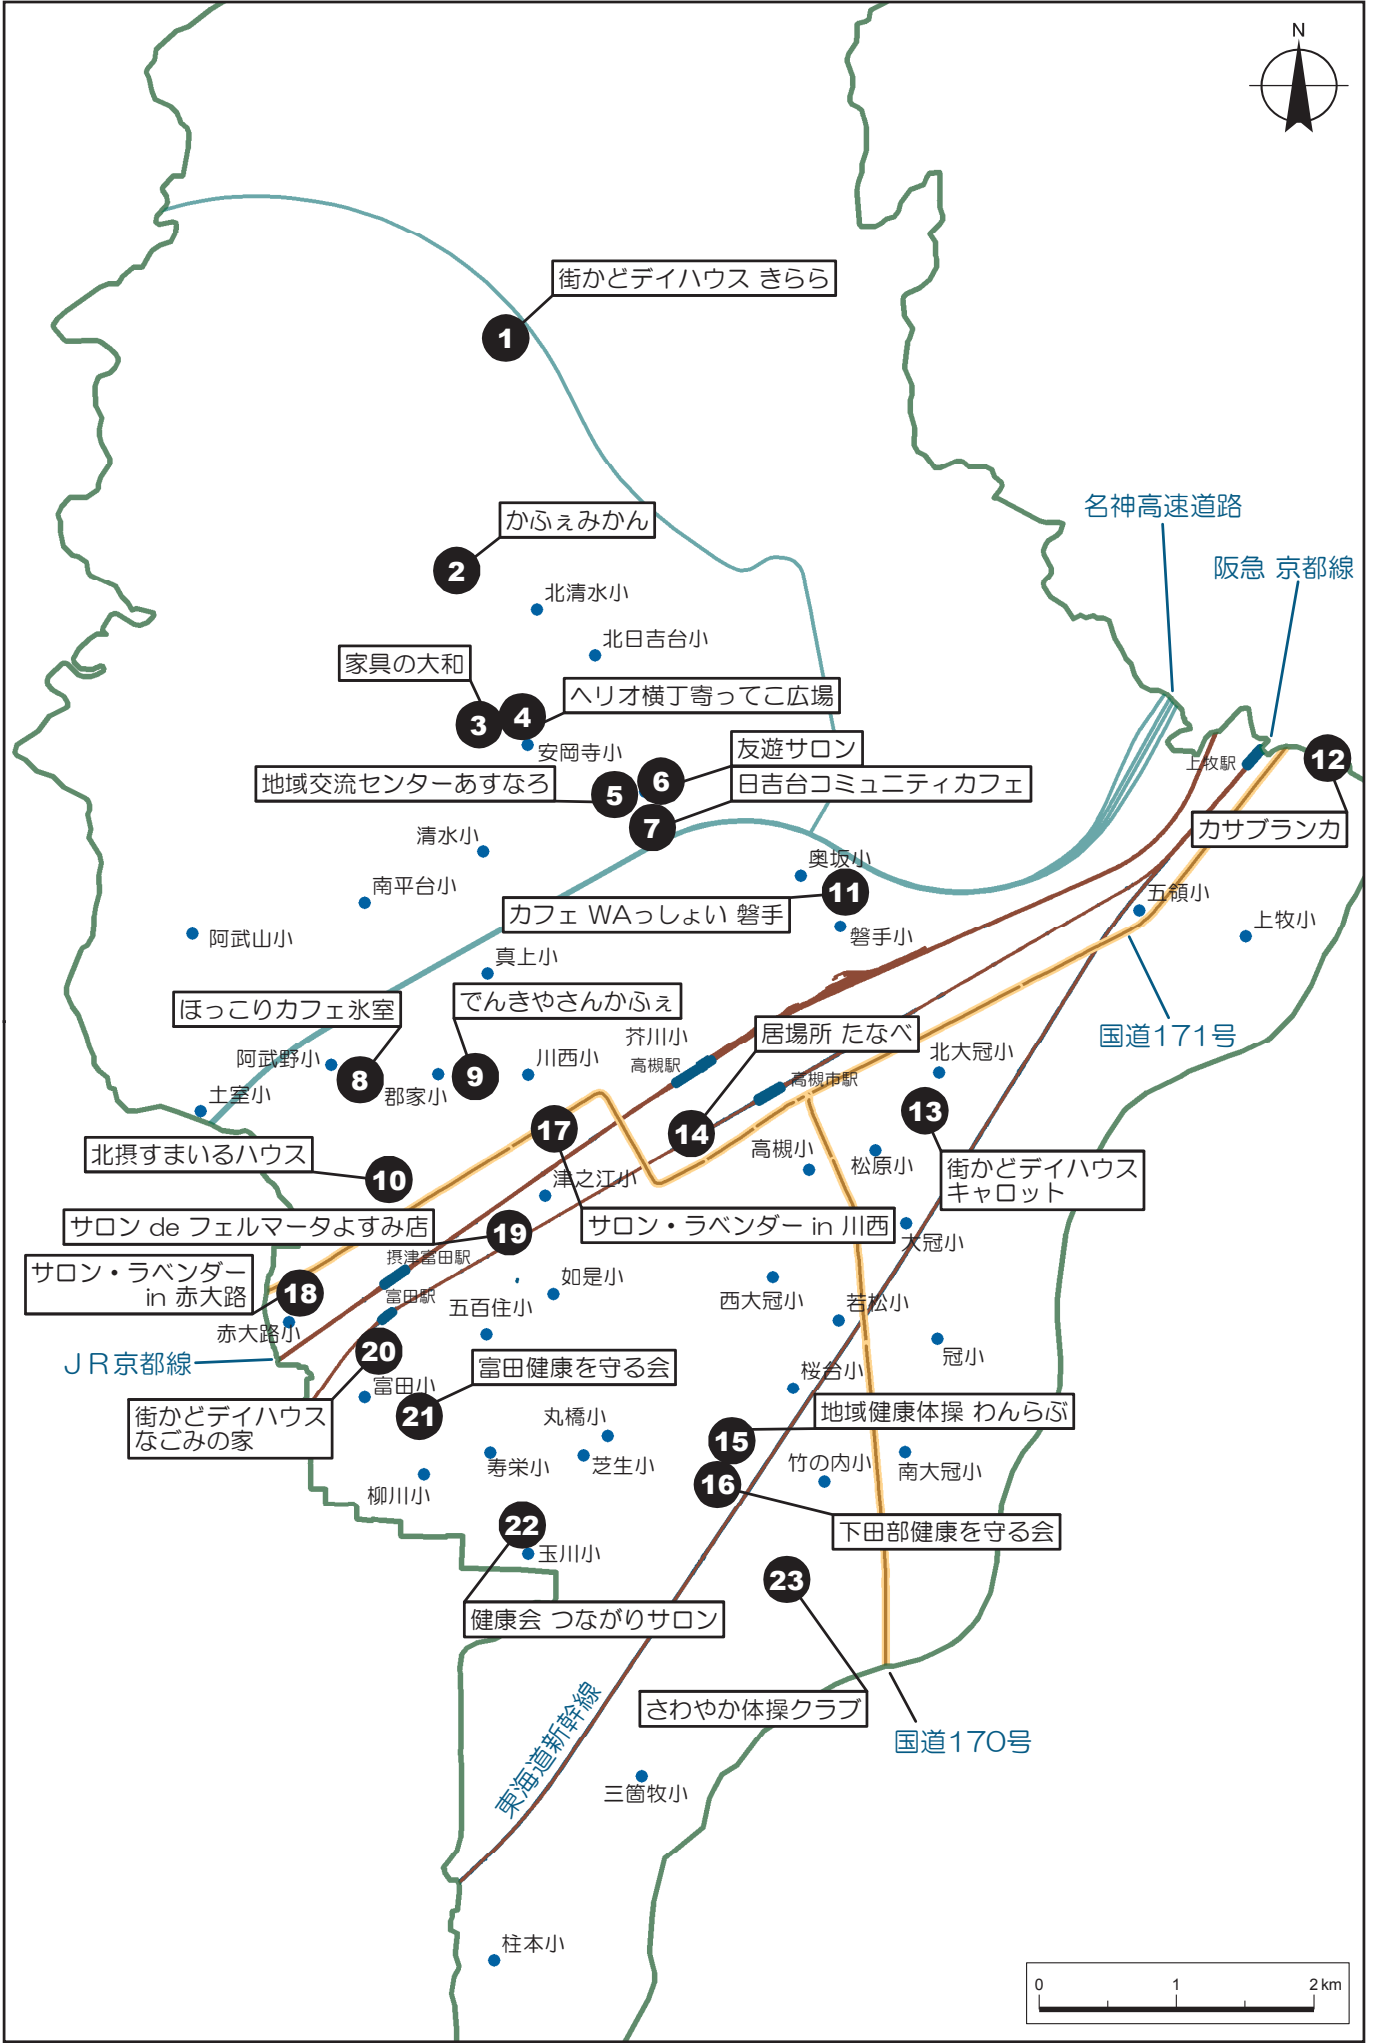 N
街かどデイハウス きらら
1
名神高速道路
かふぇみかん
阪急 京都線
2
北清水小
北日吉台小
家具の大和
ヘリオ横丁寄ってこ広場
3
4
安岡寺小
友遊サロン
上牧駅
12
地域交流センターあすなろ
5
6
日吉台コミュニティカフェ
7
カサブランカ
清水小
奥坂小
南平台小
11
五領小
カフェ WAっしょい 磐手
上牧小
阿武山小
磐手小
真上小
ほっこりカフェ氷室
でんきやさんかふぇ
芥川小
居場所 たなべ
国道171号
阿武野小
川西小
高槻駅
北大冠小
8
郡家小
9
高槻市駅
土室小
13
17
14
北摂すまいるハウス
高槻小
松原小
街かどデイハウス
キャロット
10
津之江小
サロン de フェルマータよすみ店
19
サロン・ラベンダー in 川西
大冠小
摂津富田駅
サロン・ラベンダー
in 赤大路
18
富田駅
如是小
西大冠小
若松小
五百住小
赤大路小
冠小
JR京都線
20
富田健康を守る会
富田小
桜台小
街かどデイハウス
なごみの家
21
丸橋小
地域健康体操 わんらぶ
15
寿栄小
芝生小
竹の内小
南大冠小
柳川小
16
22
下田部健康を守る会
玉川小
23
健康会 つながりサロン
さわやか体操クラブ
東海道新幹線
国道170号
三箇牧小
柱本小
0 1 2km